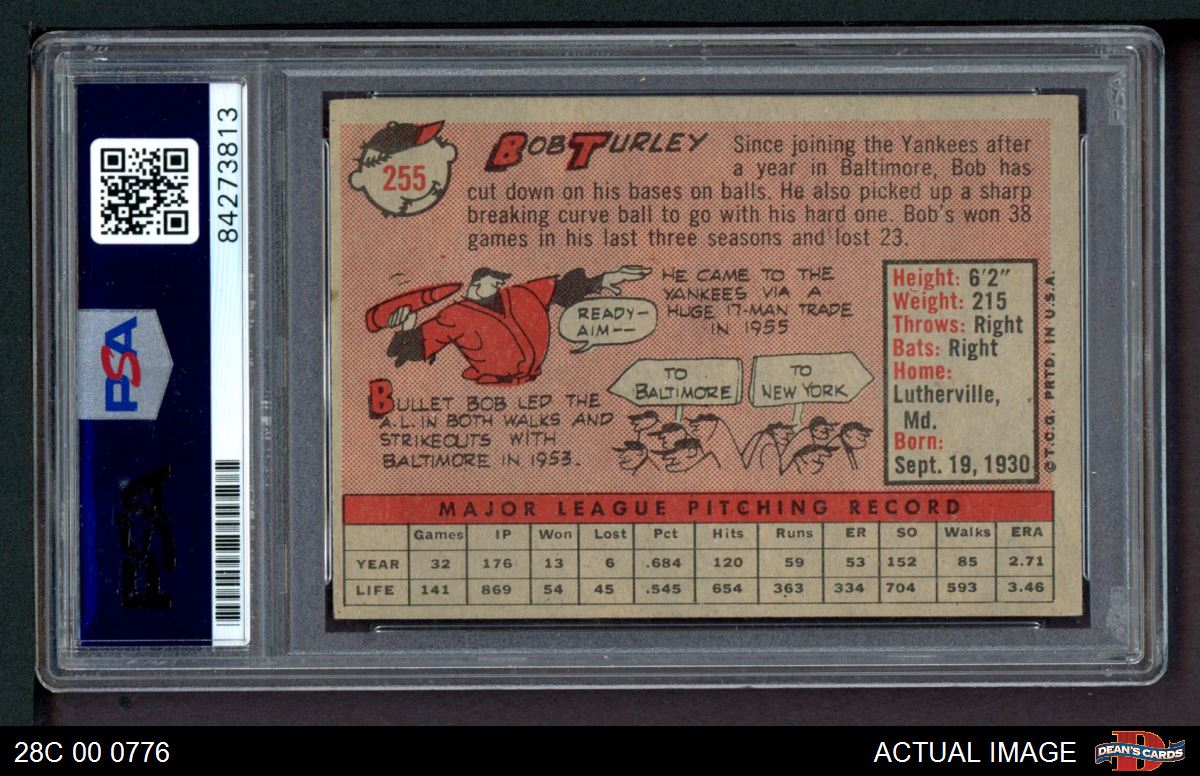 PSA
84273813
PSA
PSA
255
BOB TURLEY
Since joining the Yankees after
a year in Baltimore, Bob has
cut down on his bases on balls. He also picked up a sharp
breaking curve ball to go with his hard one. Bob's won 38
games in his last three seasons and lost 23.
READY-
AIM--
HE CAME TO THE
YANKEES VIA A
HUGE 17-MAN TRADE
IN 1955
BULLET BOB LED THE
A.L. IN BOTH WALKS AND
STRIKEOUTS WITH
BALTIMORE IN 1953.
TO
BALTIMORE
TO
NEW YORK
Height: 6'2"
Weight: 215
Throws: Right
Bats: Right
Home:
Lutherville,
Md.
Born:
Sept. 19, 1930
© T.C.G. PRTD. IN U.S.A.
MAJOR LEAGUE PITCHING RECORD
Games IP Won Lost Pct Hits Runs ER SO Walks ERA
YEAR 32 176 13 6 .684 120 59 53 152 85 2.71
LIFE 141 869 54 45 .545 654 363 334 704 593 3.46
PSA
28C 00 0776
ACTUAL IMAGE
DEAN'S CARDS